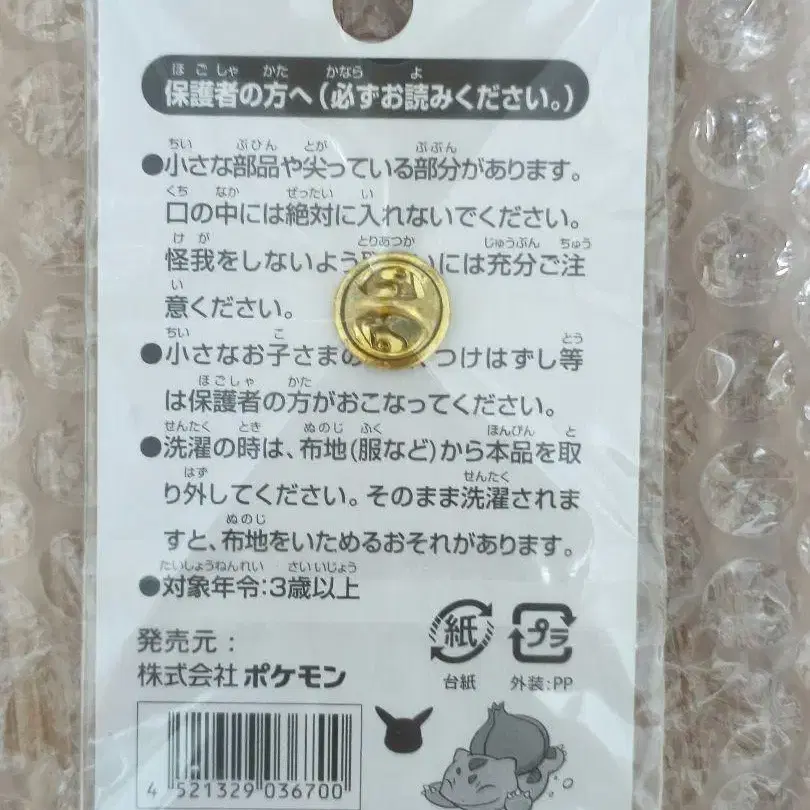 保護者の方へ(必ずお読みください。)
●小さな部品や尖っている部分があります。
口の中には絶対に入れないでください。
怪我をしないよう いには充分ご注
意ください。
●小さなお子さまの つけはずし等
は保護者の方がおこなってください。
●洗濯の時は、布地(服など)から本品を取
り外してください。そのまま洗濯されま
すと、布地をいためるおそれがあります。
●対象年令:3歳以上
発売元:
株式会社 ポケモン
紙 プラ
台紙 外装:PP
4 521329 036700